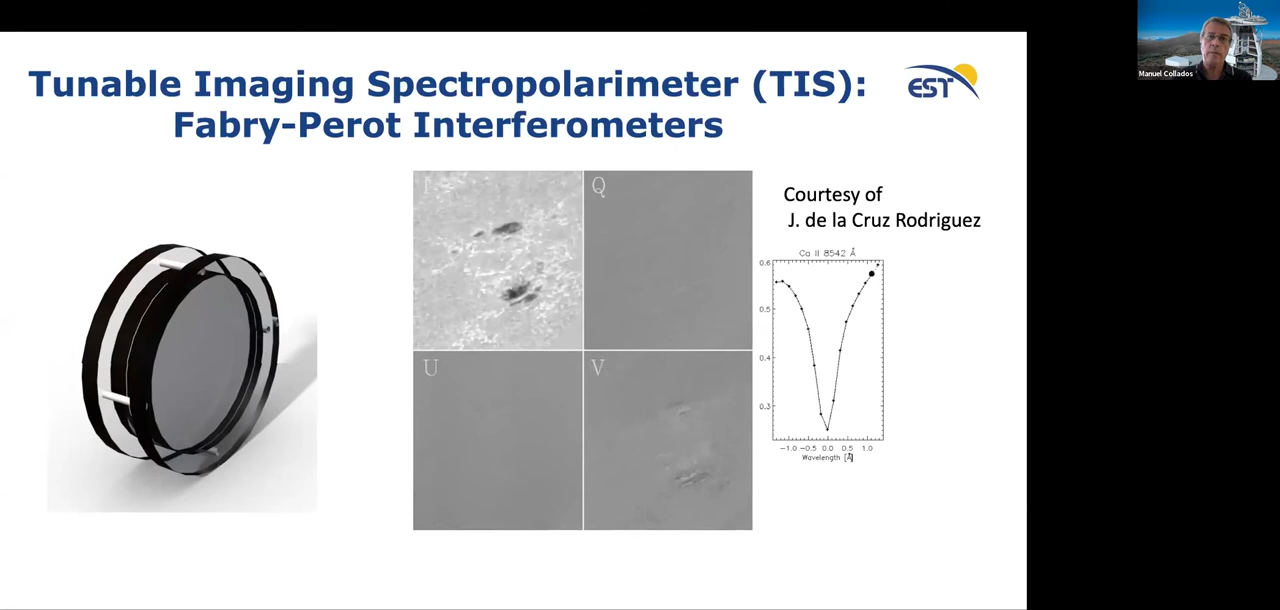 Tunable Imaging Spectropolarimeter (TIS):
Fabry-Perot Interferometers
EST
Manuel Collados
I
Q
U
V
Courtesy of
J. de la Cruz Rodriguez
Ca II 8542 Å
0.6
0.5
0.4
0.3
−1.0 −0.5 0.0 0.5 1.0
Wavelength [Å]